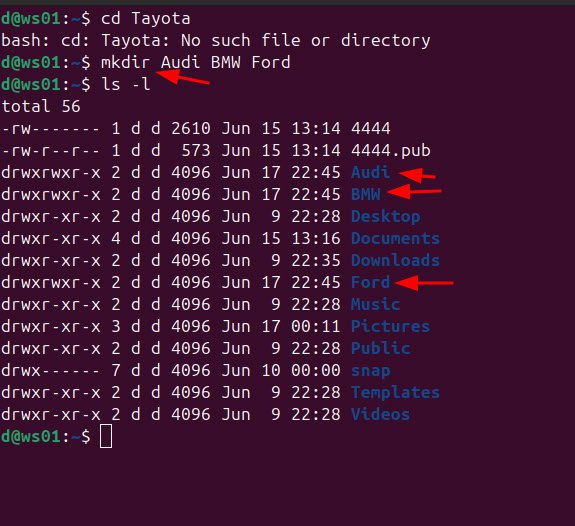 d@ws01:~$ cd Tayota
bash: cd: Tayota: No such file or directory
d@ws01:~$ mkdir Audi BMW Ford
d@ws01:~$ ls -l
total 56
-rw------- 1 d d 2610 Jun 15 13:14 4444
-rw-r--r-- 1 d d  573 Jun 15 13:14 4444.pub
drwxrwxr-x 2 d d 4096 Jun 17 22:45 Audi
drwxrwxr-x 2 d d 4096 Jun 17 22:45 BMW
drwxr-xr-x 2 d d 4096 Jun  9 22:28 Desktop
drwxr-xr-x 4 d d 4096 Jun 15 13:16 Documents
drwxr-xr-x 2 d d 4096 Jun  9 22:35 Downloads
drwxrwxr-x 2 d d 4096 Jun 17 22:45 Ford
drwxr-xr-x 2 d d 4096 Jun  9 22:28 Music
drwxr-xr-x 3 d d 4096 Jun 17 00:11 Pictures
drwxr-xr-x 2 d d 4096 Jun  9 22:28 Public
drwx------ 7 d d 4096 Jun 10 00:00 snap
drwxr-xr-x 2 d d 4096 Jun  9 22:28 Templates
drwxr-xr-x 2 d d 4096 Jun  9 22:28 Videos
d@ws01:~$